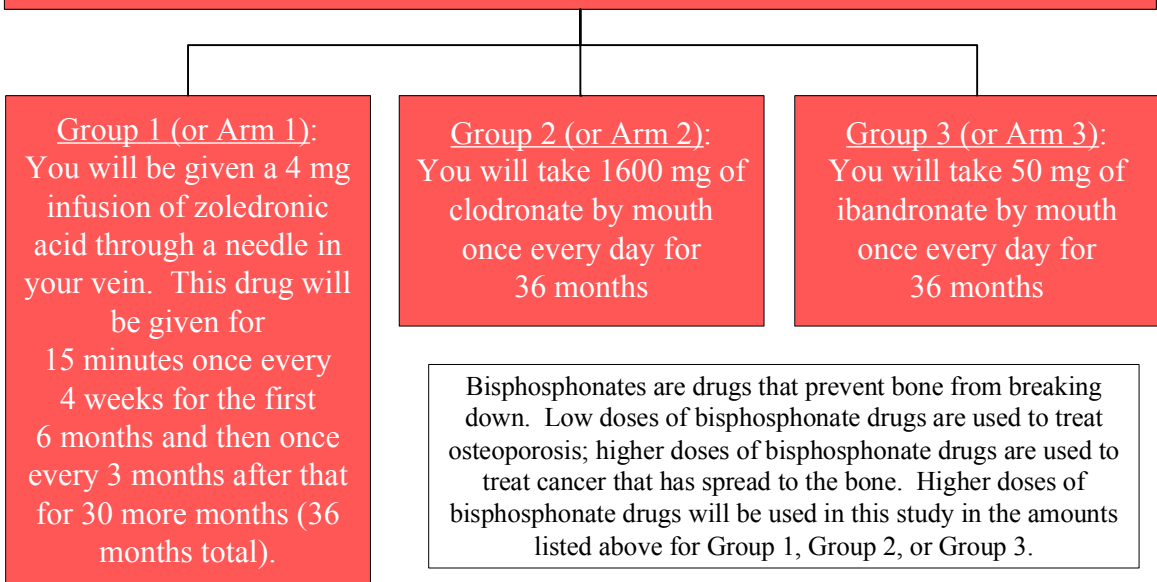 Group 1 (or Arm 1):
You will be given a 4 mg
infusion of zoledronic
acid through a needle in
your vein.  This drug will
be given for
15 minutes once every
4 weeks for the first
6 months and then once
every 3 months after that
for 30 more months (36
months total).
Group 2 (or Arm 2):
You will take 1600 mg of
clodronate by mouth
once every day for
36 months
Group 3 (or Arm 3):
You will take 50 mg of
ibandronate by mouth
once every day for
36 months
Bisphosphonates are drugs that prevent bone from breaking
down.  Low doses of bisphosphonate drugs are used to treat
osteoporosis; higher doses of bisphosphonate drugs are used to
treat cancer that has spread to the bone.  Higher doses of
bisphosphonate drugs will be used in this study in the amounts
listed above for Group 1, Group 2, or Group 3.